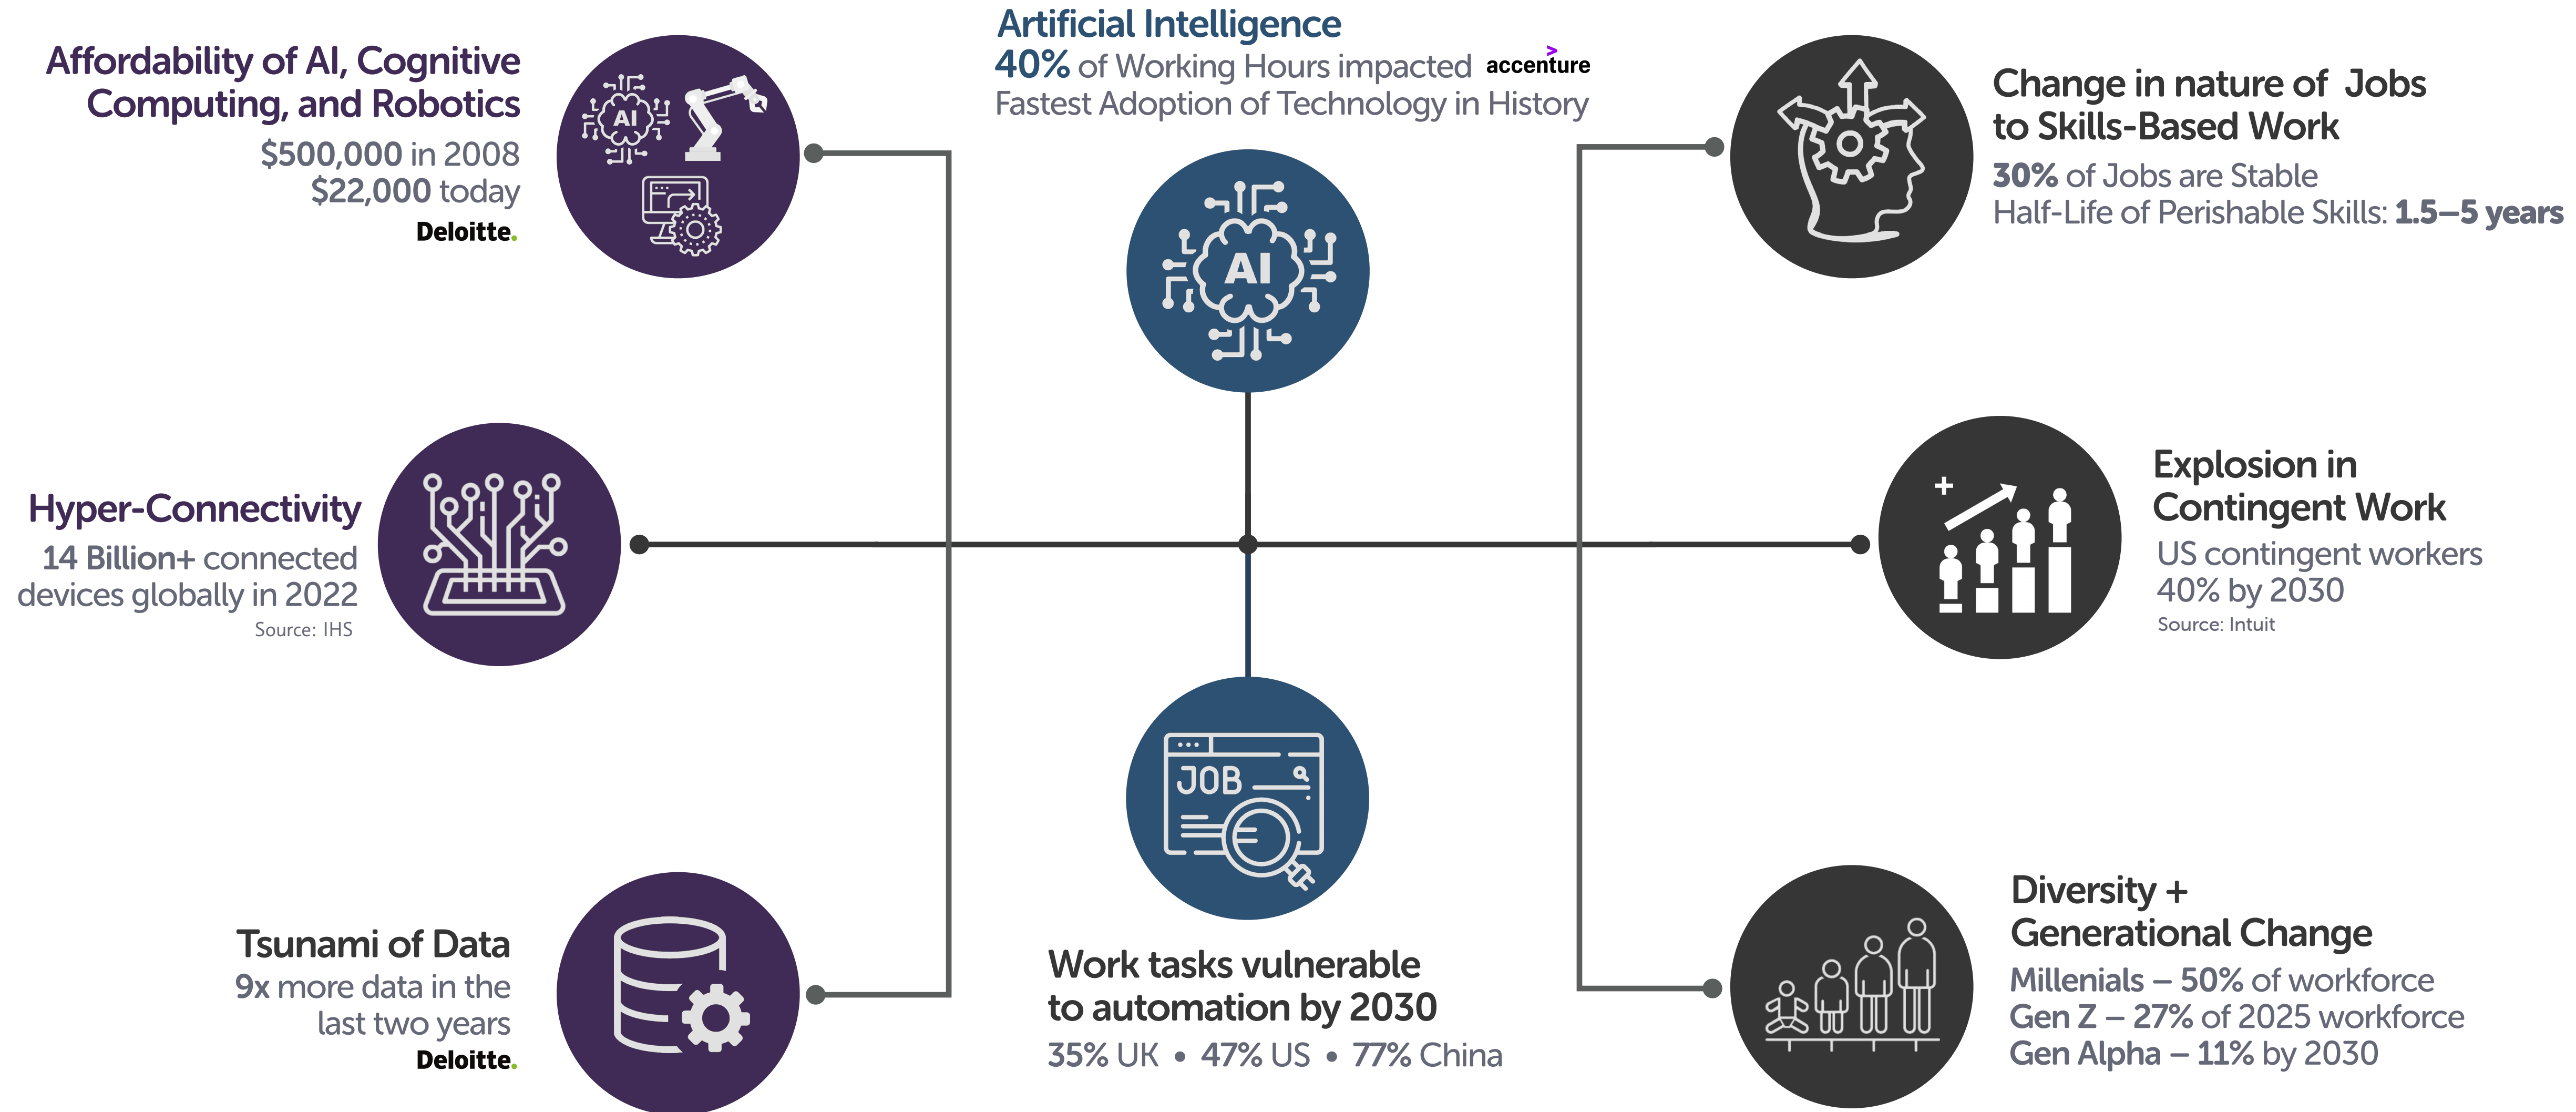 Affordability of AI, Cognitive
Computing, and Robotics
$500,000 in 2008
$22,000 today
Deloitte.
AI
Artificial Intelligence
40% of Working Hours impacted
>
accenture
Fastest Adoption of Technology in History
AI
Change in nature of Jobs
to Skills-Based Work
30% of Jobs are Stable
Half-Life of Perishable Skills: 1.5–5 years
Hyper-Connectivity
14 Billion+ connected
devices globally in 2022
Source: IHS
Explosion in
Contingent Work
US contingent workers
40% by 2030
Source: Intuit
Tsunami of Data
9x more data in the
last two years
Deloitte.
JOB
Work tasks vulnerable
to automation by 2030
35% UK • 47% US • 77% China
Diversity +
Generational Change
Millenials – 50% of workforce
Gen Z – 27% of 2025 workforce
Gen Alpha – 11% by 2030